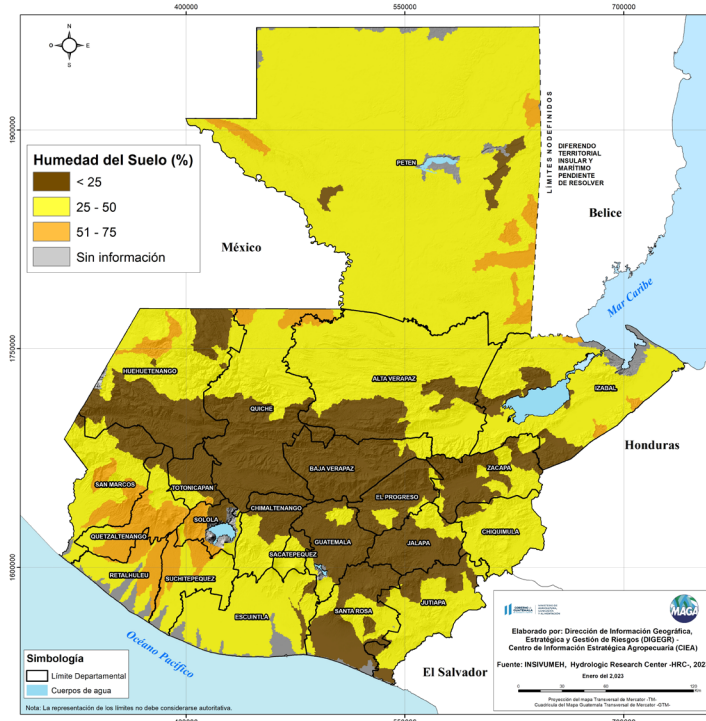 400000
550000
700000
N
O
E
S
1900000
1750000
1600000
Humedad del Suelo (%)
< 25
25 - 50
51 - 75
Sin información
LÍMITES NO DEFINIDOS
DIFERENDO
TERRITORIAL
INSULAR Y
MARÍTIMO
PENDIENTE
DE RESOLVER
PETEN
Belice
México
Mar Caribe
HUEHUETENANGO
ALTA VERAPAZ
IZABAL
QUICHE
Honduras
BAJA VERAPAZ
ZACAPA
SAN MARCOS
TOTONICAPAN
EL PROGRESO
CHIMALTENANGO
SOLOLA
QUETZALTENANGO
GUATEMALA
JALAPA
CHIQUIMULA
SACATEPEQUEZ
RETALHULEU
SUCHITEPEQUEZ
JUTIAPA
SANTA ROSA
ESCUINTLA
Océano Pacífico
El Salvador
Simbología
Límite Departamental
Cuerpos de agua
Nota: La representación de los límites no debe considerarse autoritativa.
GUATEMALA
MAGA
Elaborado por: Dirección de Información Geográfica,
Estratégica y Gestión de Riesgos (DIGEGR) -
Centro de Información Estratégica Agropecuaria (CIEA)
Fuente: INSIVUMEH, Hydrologic Research Center -HRC-, 202
Enero del 2,023
0 30 60 120
Proyección del mapa Transversal de Mercator -TM-
Cuadrícula del Mapa Guatemala Transversal de Mercator -GTM-
400000
550000